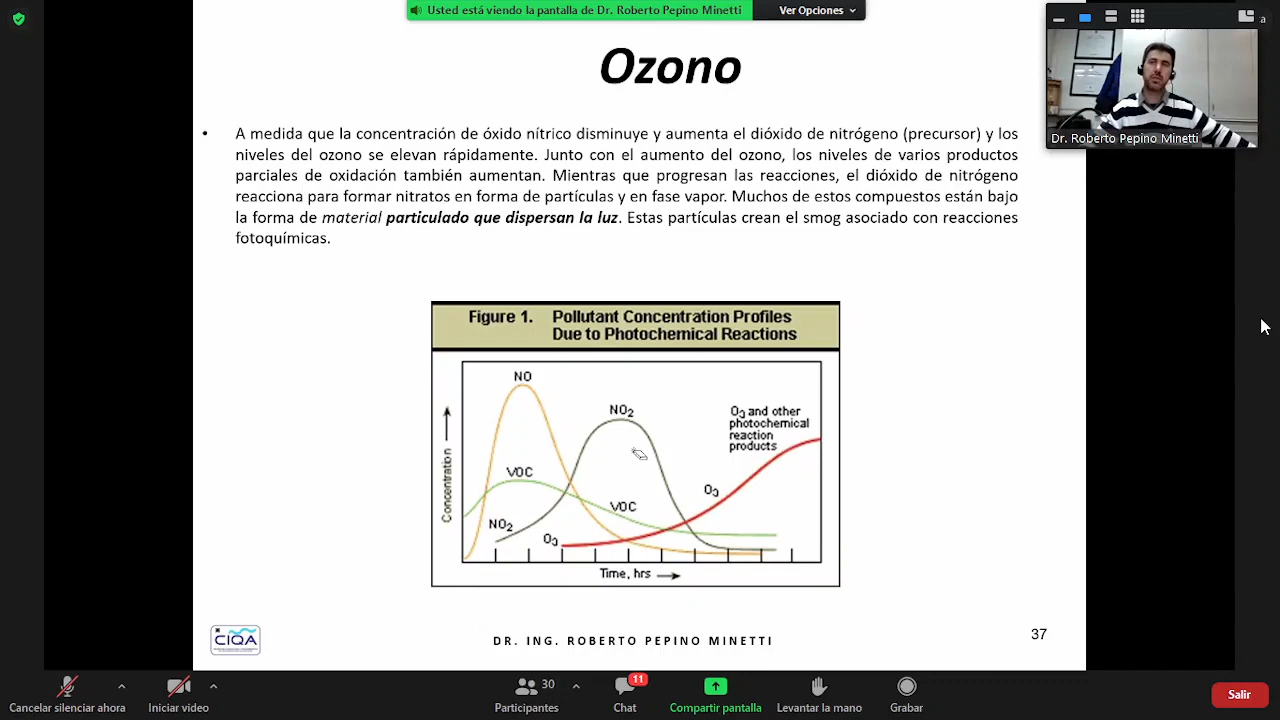 Usted está viendo la pantalla de Dr. Roberto Pepino Minetti
Ver Opciones
Ozono
Dr. Roberto Pepino Minetti
• A medida que la concentración de óxido nítrico disminuye y aumenta el dióxido de nitrógeno (precursor) y los
niveles del ozono se elevan rápidamente. Junto con el aumento del ozono, los niveles de varios productos
parciales de oxidación también aumentan. Mientras que progresan las reacciones, el dióxido de nitrógeno
reacciona para formar nitratos en forma de partículas y en fase vapor. Muchos de estos compuestos están bajo
la forma de material particulado que dispersan la luz. Estas partículas crean el smog asociado con reacciones
fotoquímicas.
Figure 1. Pollutant Concentration Profiles
Due to Photochemical Reactions
NO
NO2
O3 and other
photochemical
reaction
products
Concentration
VOC
O3
VOC
NO2
O3
Time, hrs
CIQA
DR. ING. ROBERTO PEPINO MINETTI
37
Cancelar silenciar ahora
Iniciar video
30
Participantes
11
Chat
Compartir pantalla
Levantar la mano
Grabar
Salir